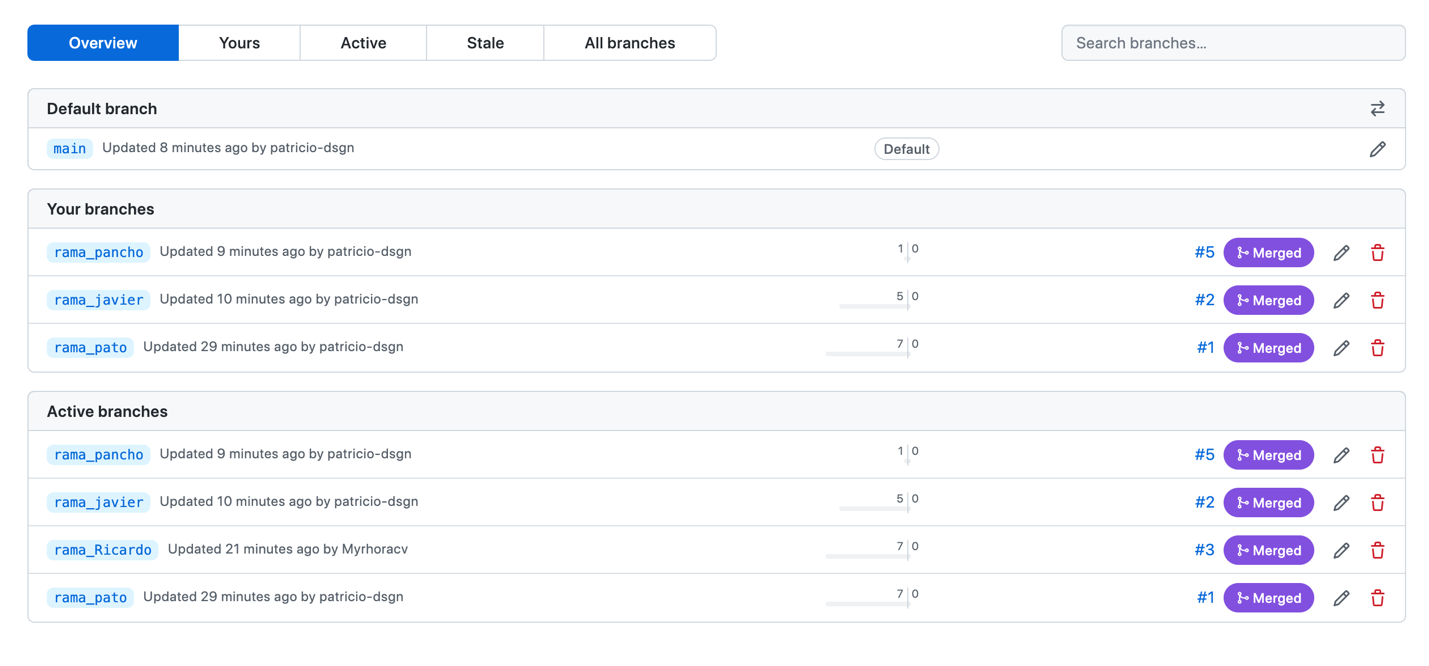 Overview Yours Active Stale All branches Search branches...
Default branch
main Updated 8 minutes ago by patricio-dsgn Default
Your branches
rama_pancho Updated 9 minutes ago by patricio-dsgn 1 0 #5 Merged
rama_javier Updated 10 minutes ago by patricio-dsgn 5 0 #2 Merged
rama_pato Updated 29 minutes ago by patricio-dsgn 7 0 #1 Merged
Active branches
rama_pancho Updated 9 minutes ago by patricio-dsgn 1 0 #5 Merged
rama_javier Updated 10 minutes ago by patricio-dsgn 5 0 #2 Merged
rama_Ricardo Updated 21 minutes ago by Myrhoracv 7 0 #3 Merged
rama_pato Updated 29 minutes ago by patricio-dsgn 7 0 #1 Merged